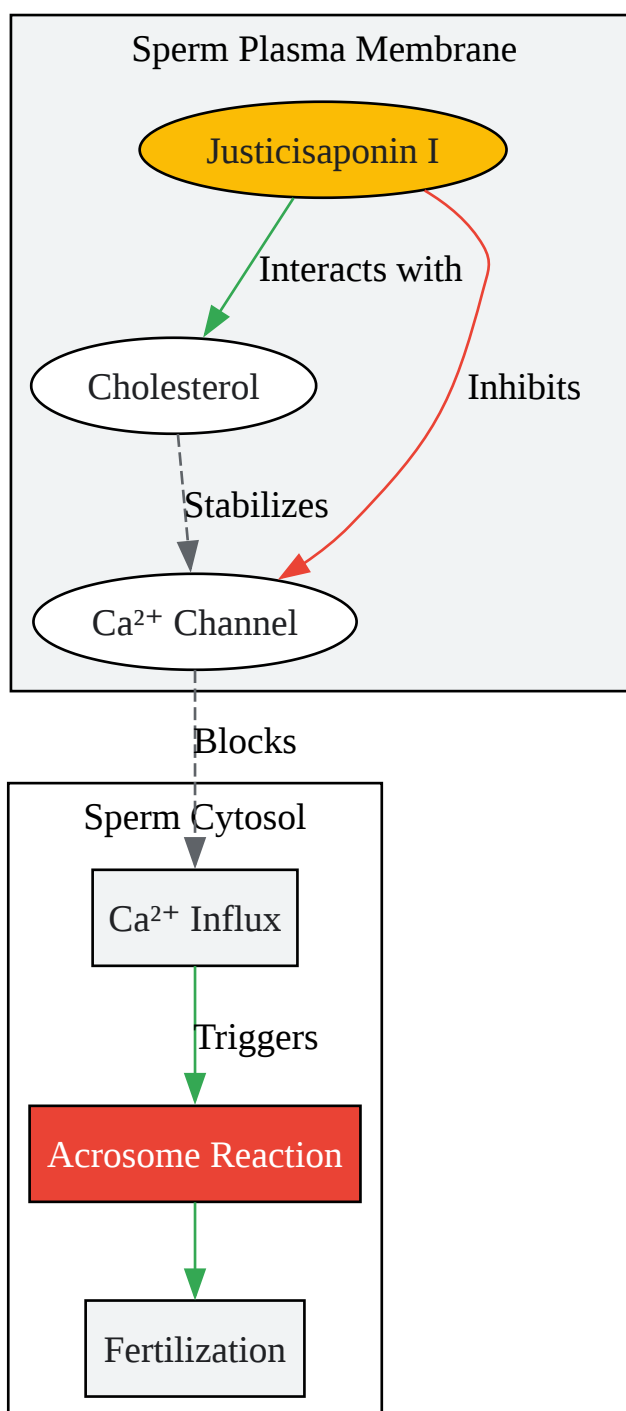 Sperm Plasma Membrane
Justicisaponin I
Interacts with
Cholesterol
Inhibits
Stabilizes
Ca²⁺ Channel
Blocks
Sperm Cytosol
Ca²⁺ Influx
Triggers
Acrosome Reaction
Fertilization